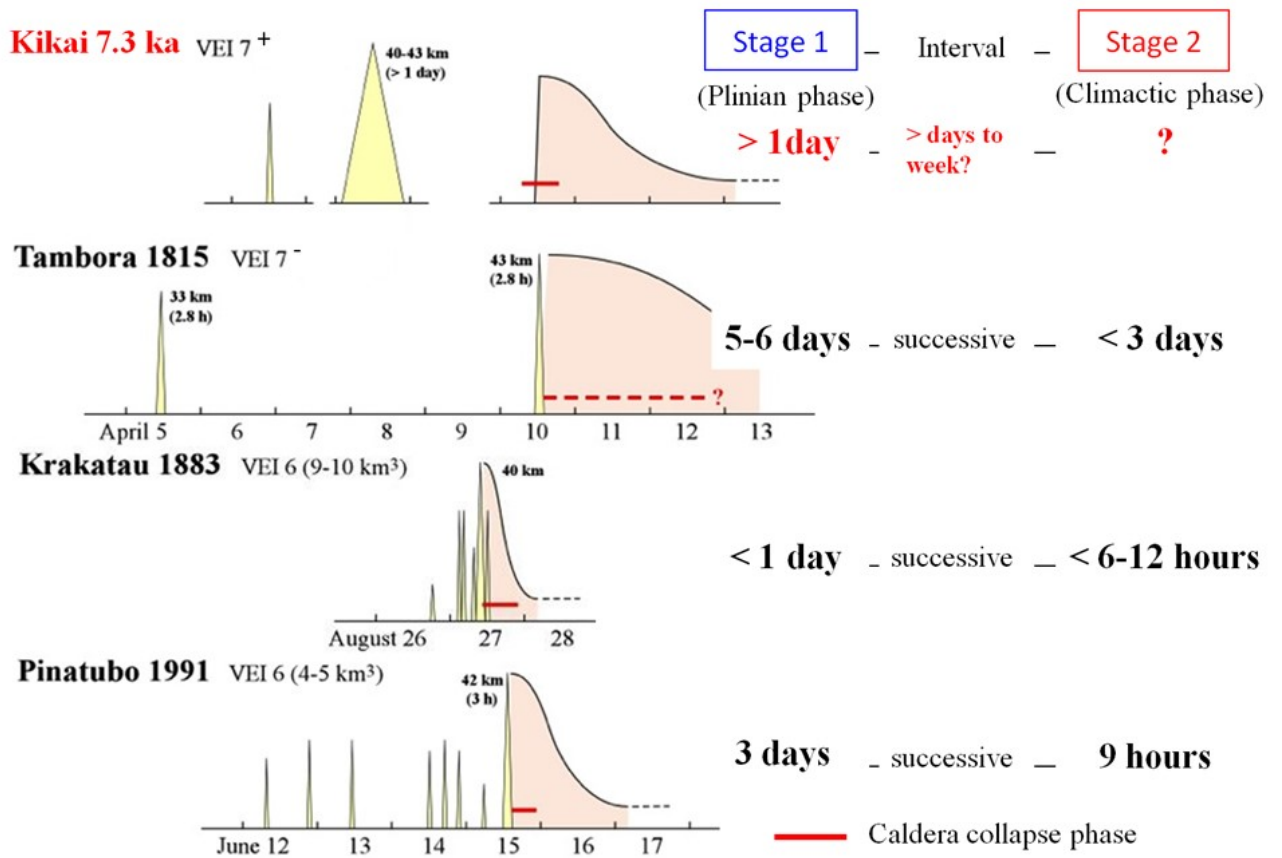 Kikai 7.3 ka VEI 7 +
40-43 km
(> 1 day)
Stage 1 – Interval – Stage 2
(Plinian phase) (Climactic phase)
> 1day - > days to week? – ?
Tambora 1815 VEI 7 -
33 km
(2.8 h)
43 km
(2.8 h)
5-6 days - successive – < 3 days
?
April 5 6 7 8 9 10 11 12 13
Krakatau 1883 VEI 6 (9-10 km³)
40 km
< 1 day - successive – < 6-12 hours
August 26 27 28
Pinatubo 1991 VEI 6 (4-5 km³)
42 km
(3 h)
3 days - successive – 9 hours
June 12 13 14 15 16 17
Caldera collapse phase